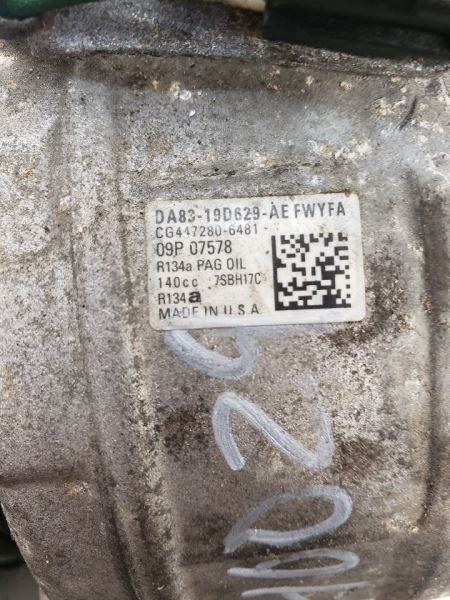 DA83-19D629-AE FWYFA
CG447280-6481
09P 07578
R134a PAG OIL
140cc 7SBH17C
R134a
MADE IN U.S.A